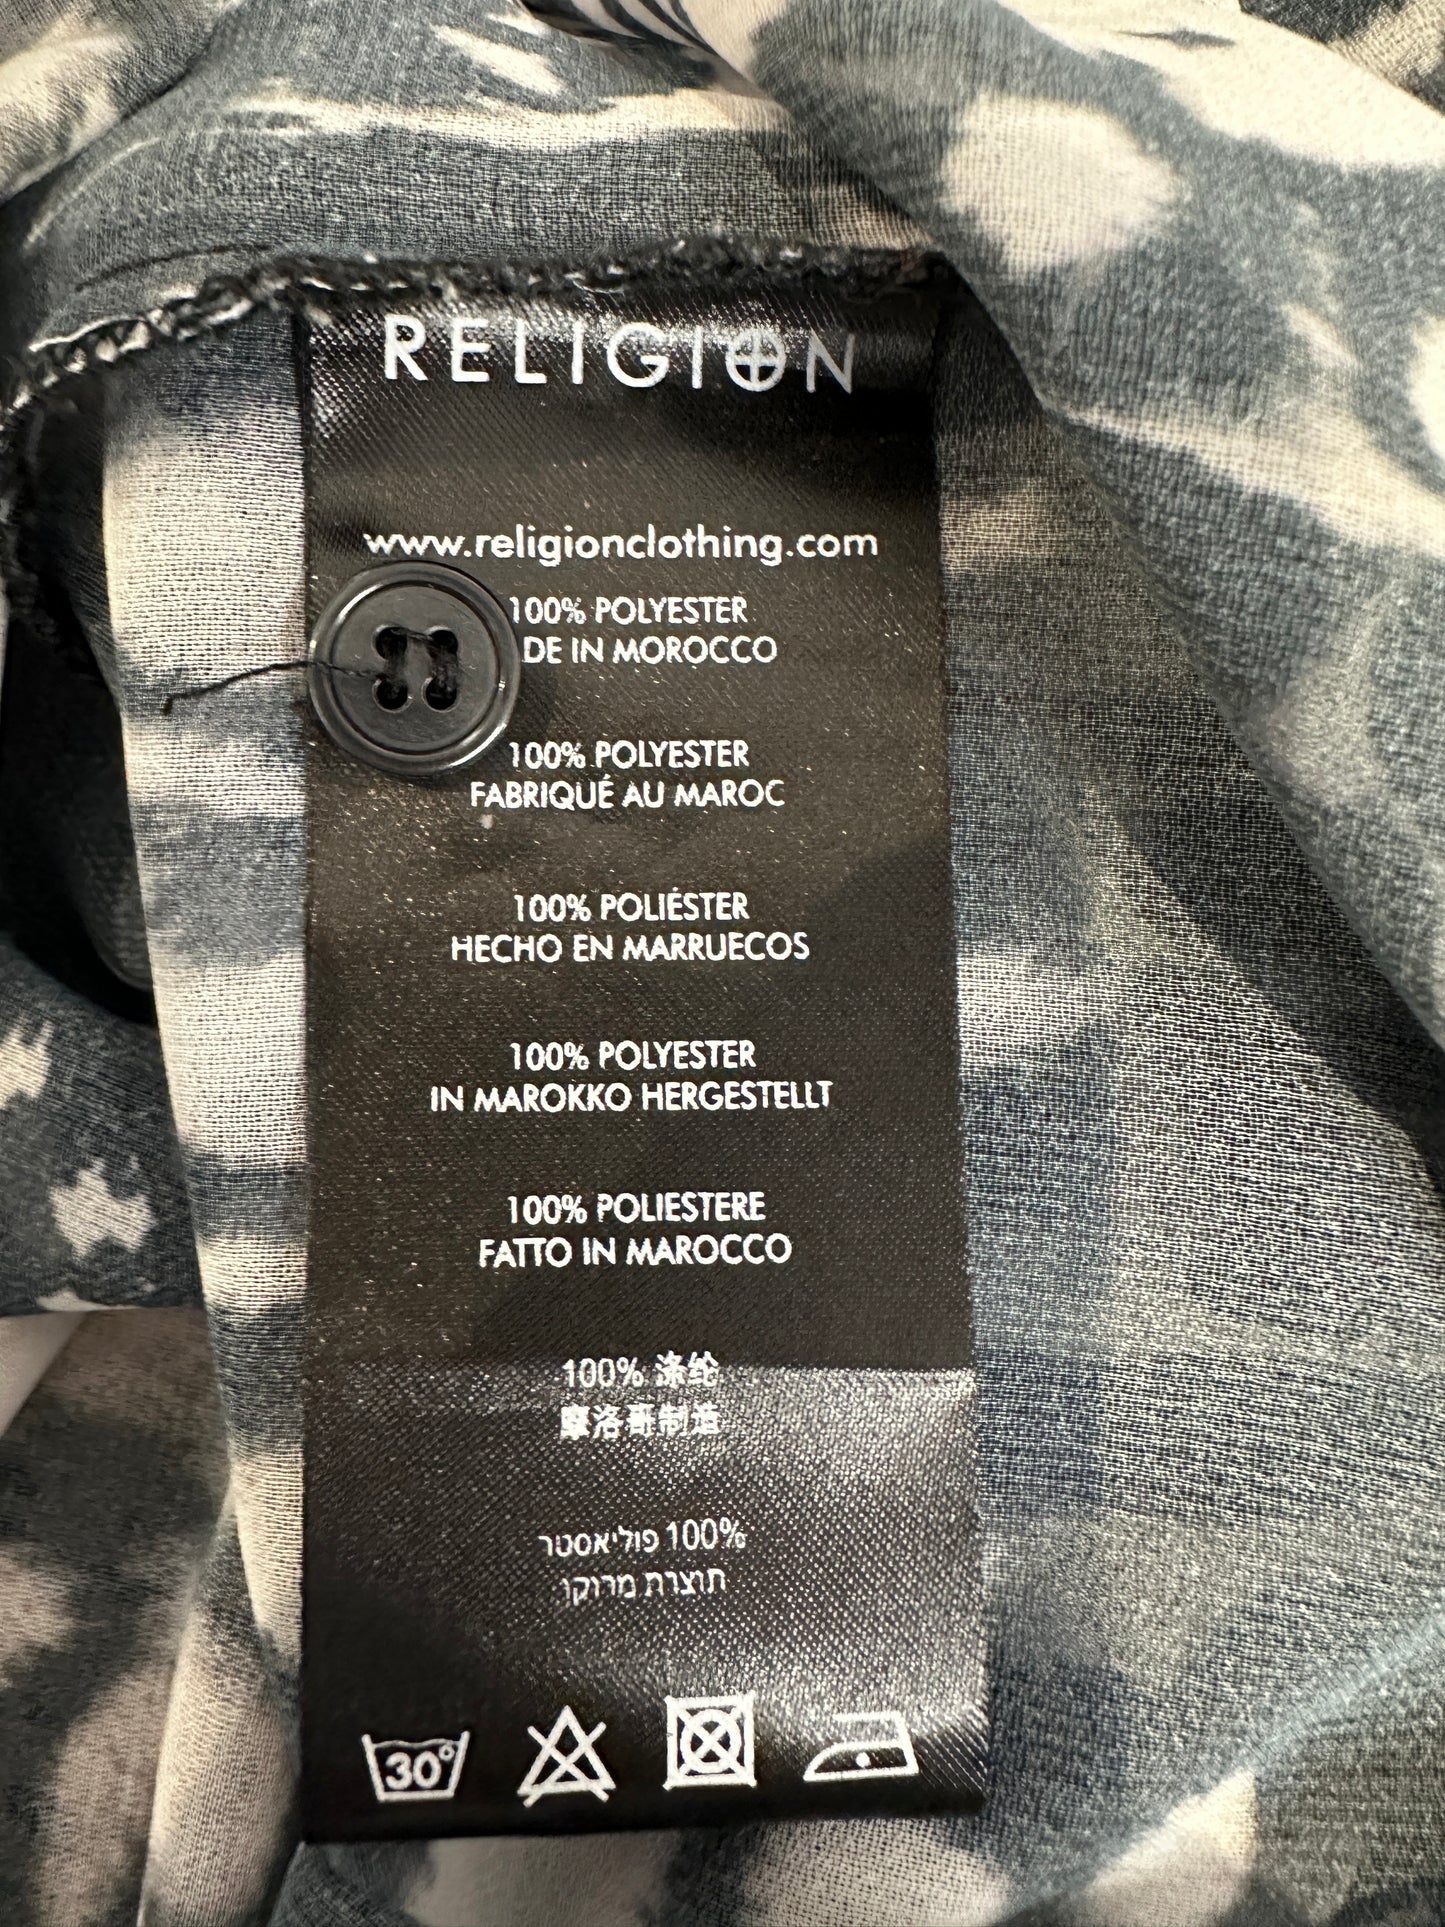 RELIGION
www.religionclothing.com
100% POLYESTER
DE IN MOROCCO
100% POLYESTER
FABRIQUÉ AU MAROC
100% POLIÉSTER
HECHO EN MARRUECOS
100% POLYESTER
IN MAROKKO HERGESTELLT
100% POLIESTERE
FATTO IN MAROCCO
100% 涤纶
摩洛哥制造
100% פוליאסטר
תוצרת מרוקו
30°